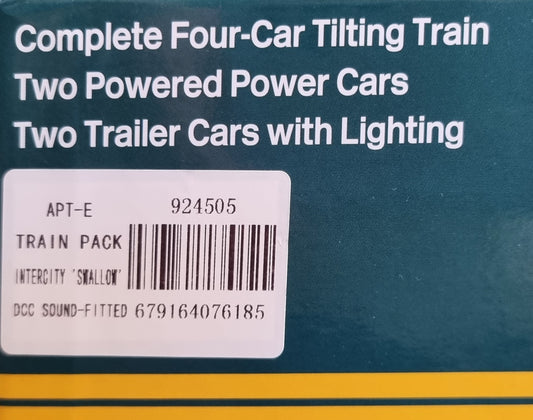 Complete Four-Car Tilting Train
Two Powered Power Cars
Two Trailer Cars with Lighting
APT-E 924505
TRAIN PACK
INTERCITY 'SWALLOW'
DCC SOUND-FITTED 679164076185